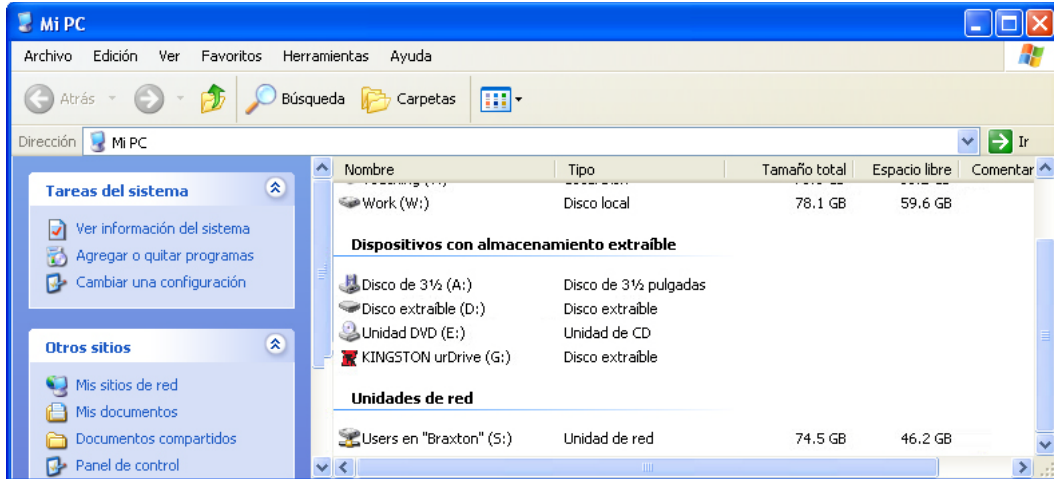 Mi PC
Archivo Edición Ver Favoritos Herramientas Ayuda
Atrás Búsqueda Carpetas
Dirección Mi PC Ir
Nombre Tipo Tamaño total Espacio libre Comentar
Work (W:) Disco local 78.1 GB 59.6 GB
Dispositivos con almacenamiento extraíble
Disco de 3½ (A:) Disco de 3½ pulgadas
Disco extraíble (D:) Disco extraíble
Unidad DVD (E:) Unidad de CD
KINGSTON urDrive (G:) Disco extraíble
Unidades de red
Users en "Braxton" (S:) Unidad de red 74.5 GB 46.2 GB
Tareas del sistema
Ver información del sistema
Agregar o quitar programas
Cambiar una configuración
Otros sitios
Mis sitios de red
Mis documentos
Documentos compartidos
Panel de control